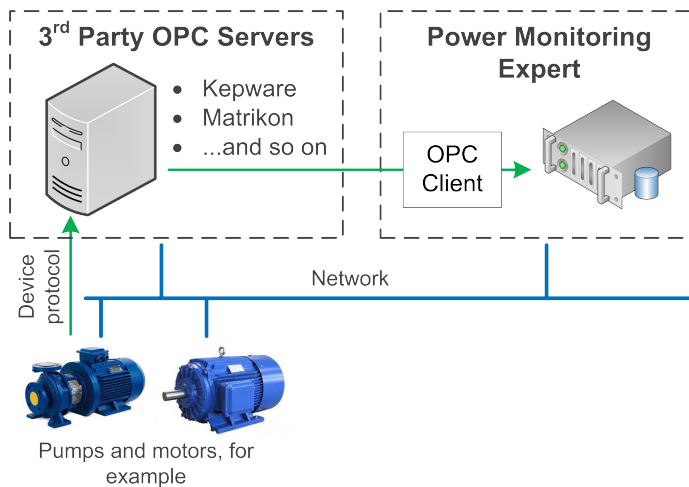 3rd Party OPC Servers
• Kepware
• Matrikon
• ...and so on
Power Monitoring
Expert
OPC
Client
Device
protocol
Network
Pumps and motors, for
example